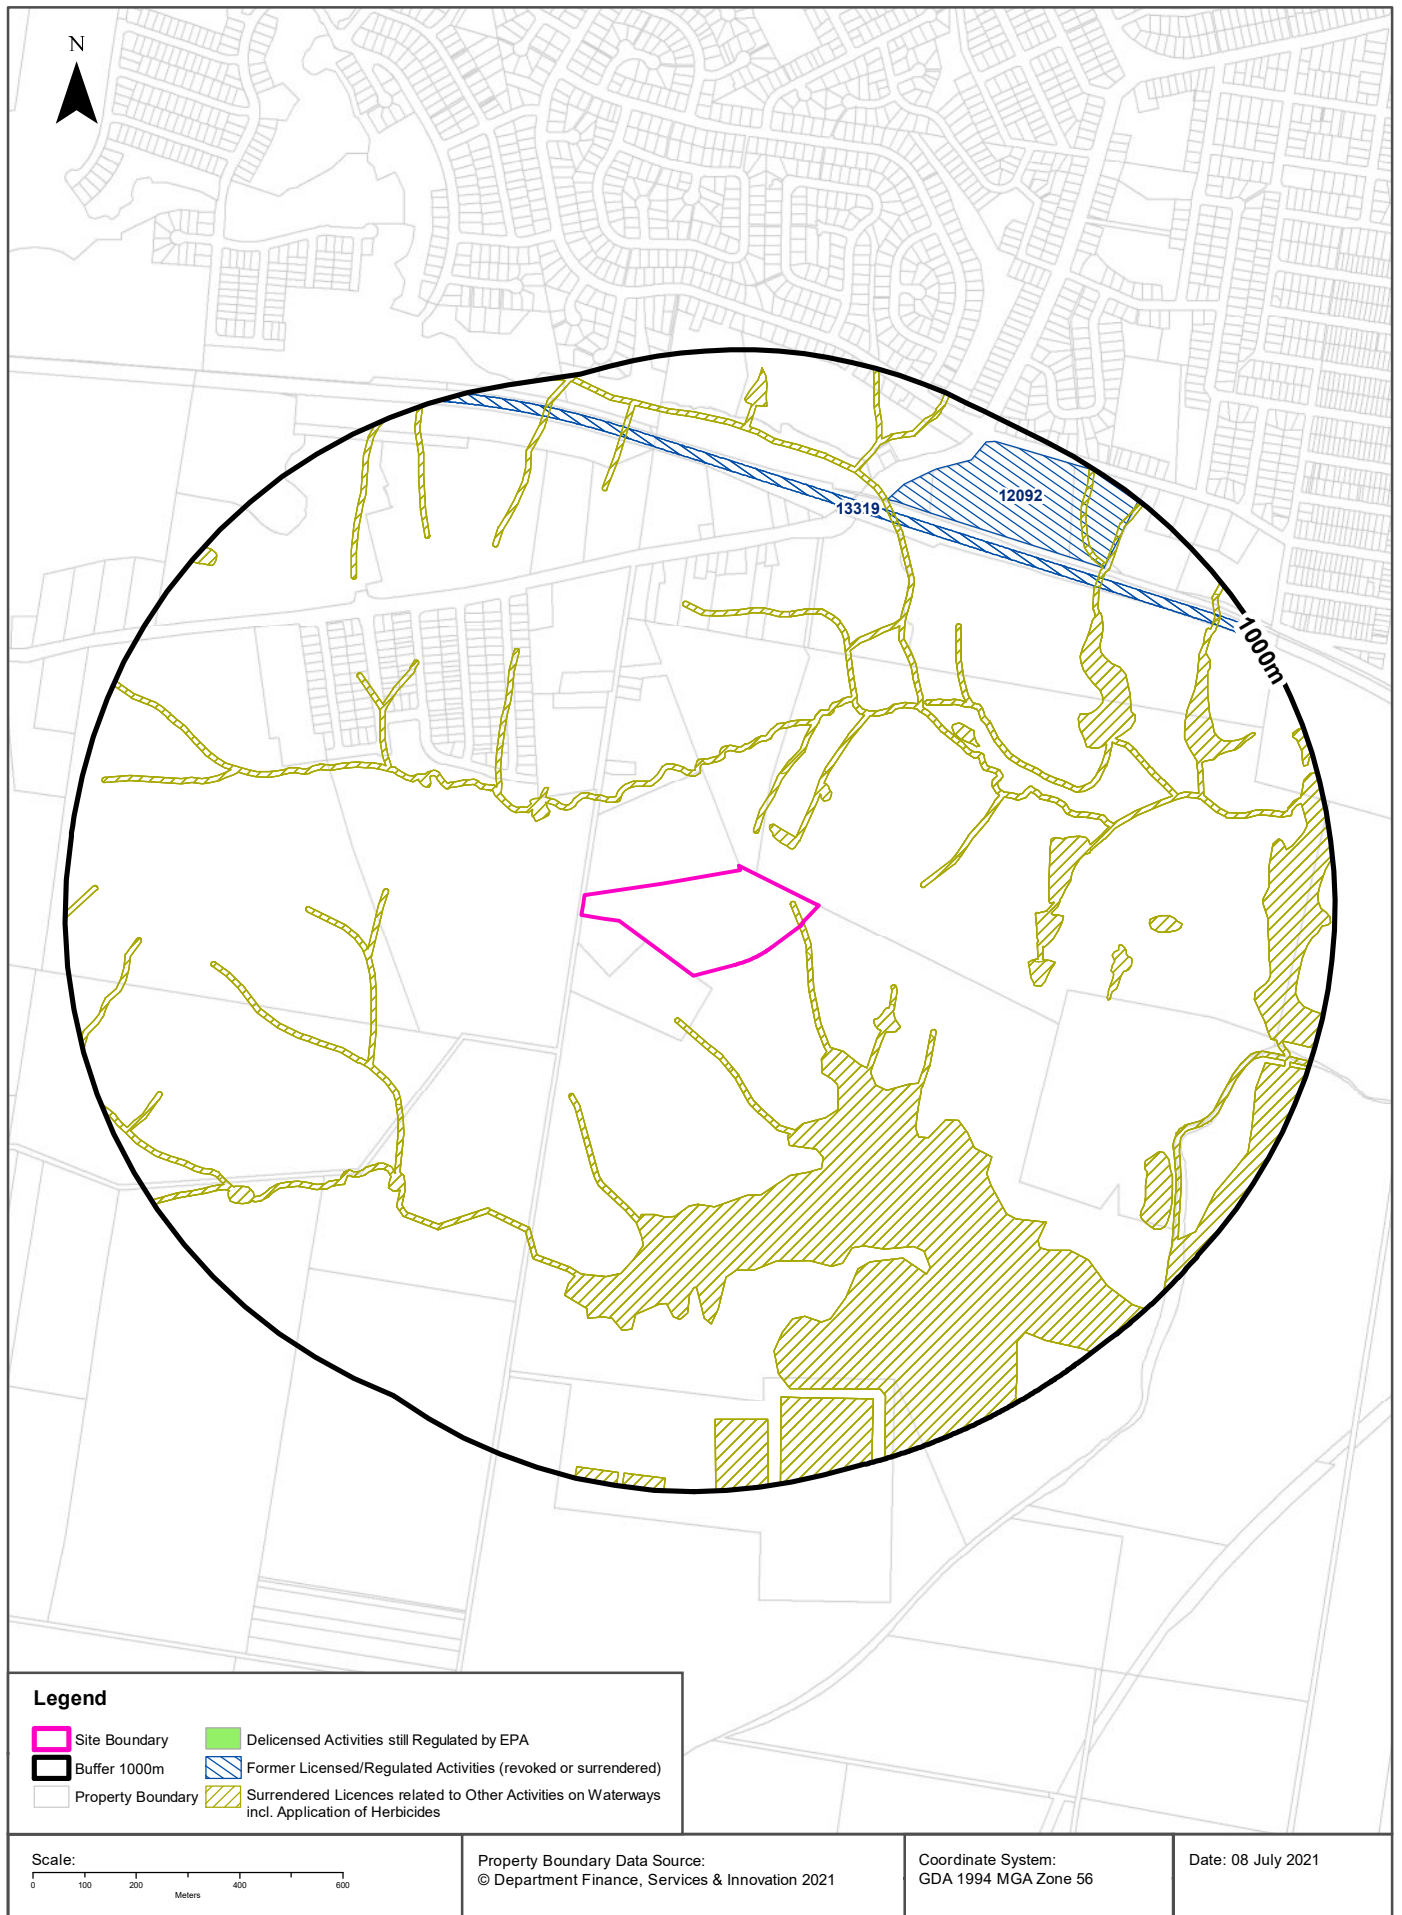 N
12092
13319
1000m
Legend
Site Boundary
Buffer 1000m
Property Boundary
Delicensed Activities still Regulated by EPA
Former Licensed/Regulated Activities (revoked or surrendered)
Surrendered Licences related to Other Activities on Waterways
incl. Application of Herbicides
Scale:
0 100 200 400 600
Meters
Property Boundary Data Source:
© Department Finance, Services & Innovation 2021
Coordinate System:
GDA 1994 MGA Zone 56
Date: 08 July 2021